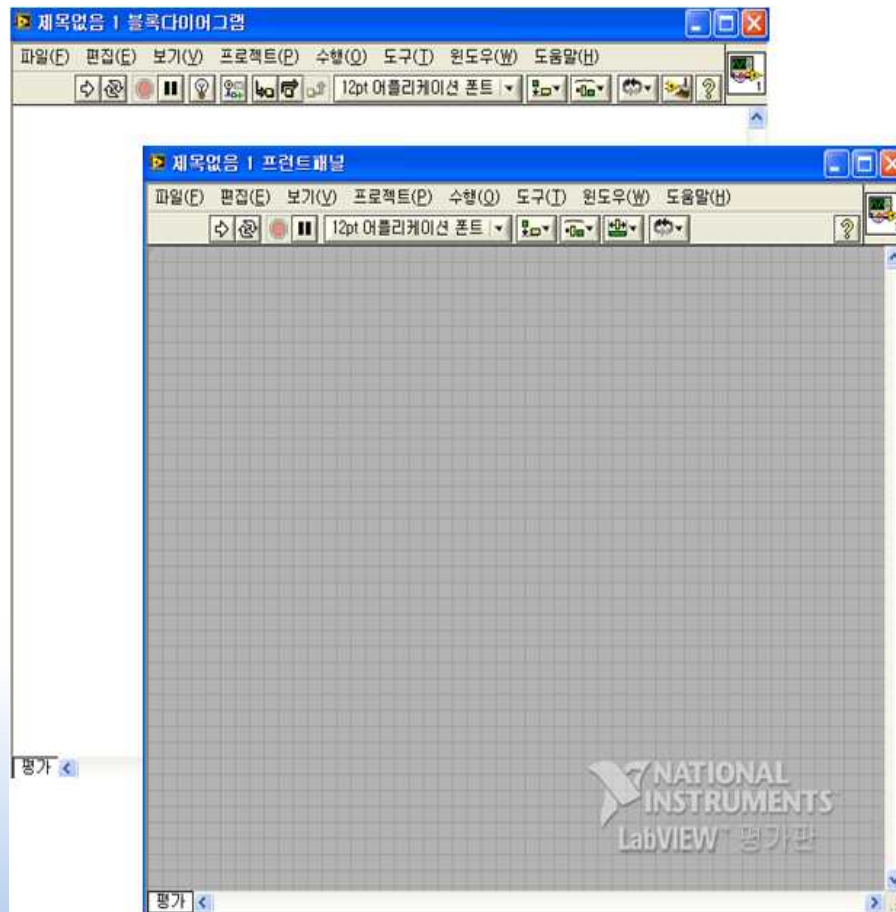 제목없음 1 블록다이어그램
파일(F) 편집(E) 보기(V) 프로젝트(P) 수행(O) 도구(T) 윈도우(W) 도움말(H)
12pt 어플리케이션 폰트
1
제목없음 1 프런트패널
파일(F) 편집(E) 보기(V) 프로젝트(P) 수행(O) 도구(T) 윈도우(W) 도움말(H)
12pt 어플리케이션 폰트
NATIONAL
INSTRUMENTS
LabVIEW™ 평가판
평가
평가